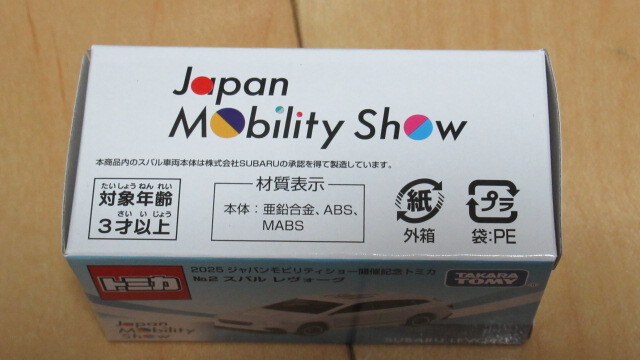 Japan
Mobility Show
本商品内のスバル車両本体は株式会社SUBARUの承認を得て製造しています。
たいしょうねんれい
対象年齢
さいいじょう
3才以上
材質表示
本体：亜鉛合金、ABS、
MABS
紙
外箱
プラ
袋:PE
トミカ
2025 ジャパンモビリティショー開催記念トミカ
No.2 スバル レヴォーグ
TAKARA
TOMY
Japan
Mobility
Show
SUBARU LEVORG